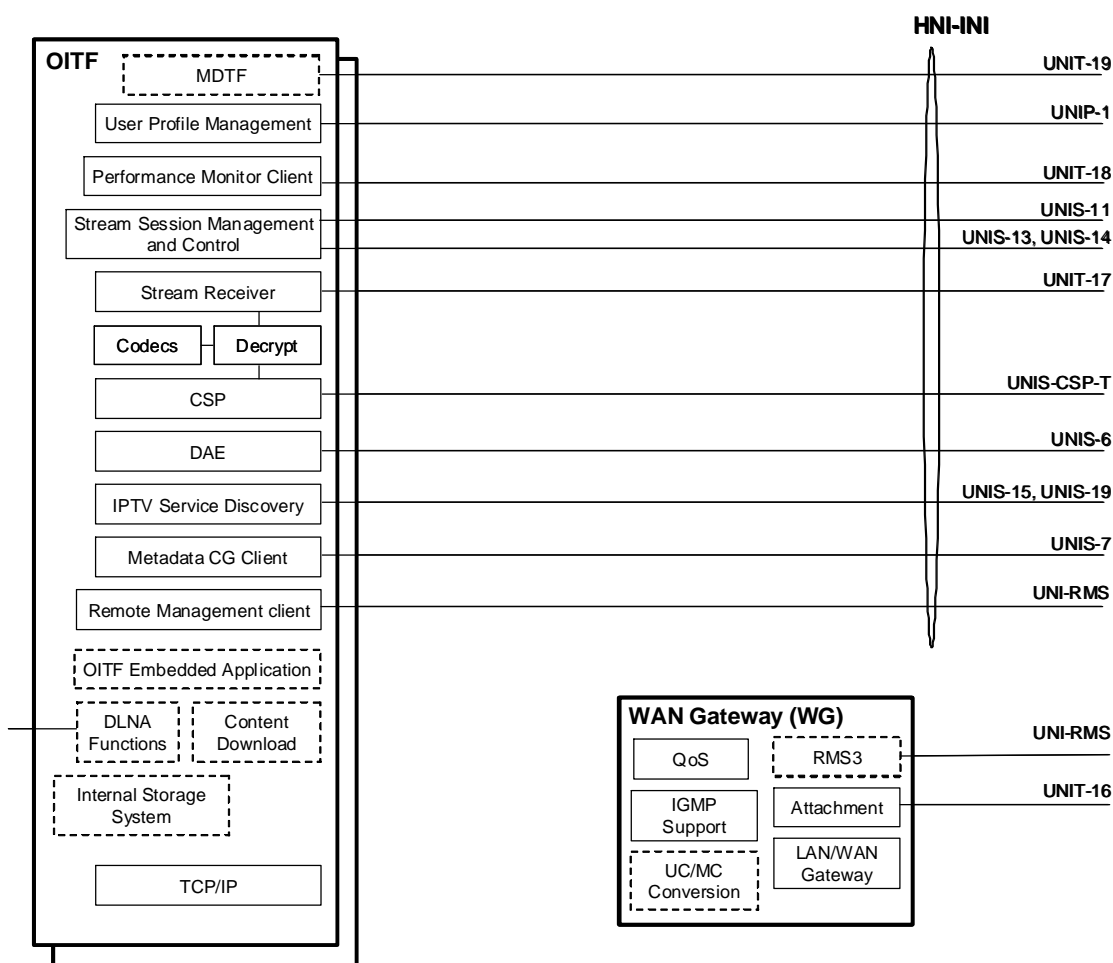 HNI-INI
OITF
MDTF
UNIT-19
User Profile Management
UNIP-1
Performance Monitor Client
UNIT-18
Stream Session Management
and Control
UNIS-11
UNIS-13, UNIS-14
Stream Receiver
UNIT-17
Codecs
Decrypt
CSP
UNIS-CSP-T
DAE
UNIS-6
IPTV Service Discovery
UNIS-15, UNIS-19
Metadata CG Client
UNIS-7
Remote Management client
UNI-RMS
OITF Embedded Application
DLNA
Functions
Content
Download
Internal Storage
System
TCP/IP
WAN Gateway (WG)
QoS
RMS3
UNI-RMS
IGMP
Support
Attachment
UNIT-16
UC/MC
Conversion
LAN/WAN
Gateway